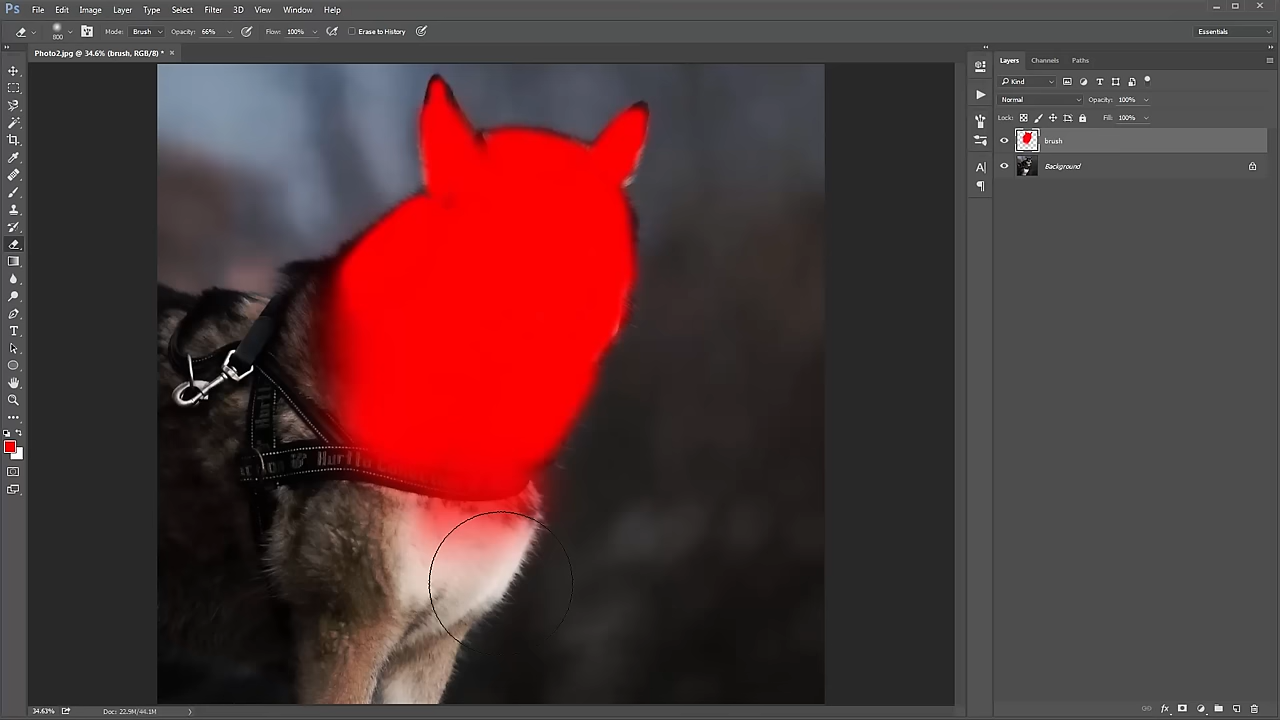 Ps File Edit Image Layer Type Select Filter 3D View Window Help
800 Mode: Brush Opacity: 66% Flow: 100% Erase to History Essentials
Photo2.jpg @ 34.6% (brush, RGB/8) * ×
Layers Channels Paths
Kind
Normal Opacity: 100%
Lock: Fill: 100%
brush
Background
34.63% Doc: 22.9M/44.1M